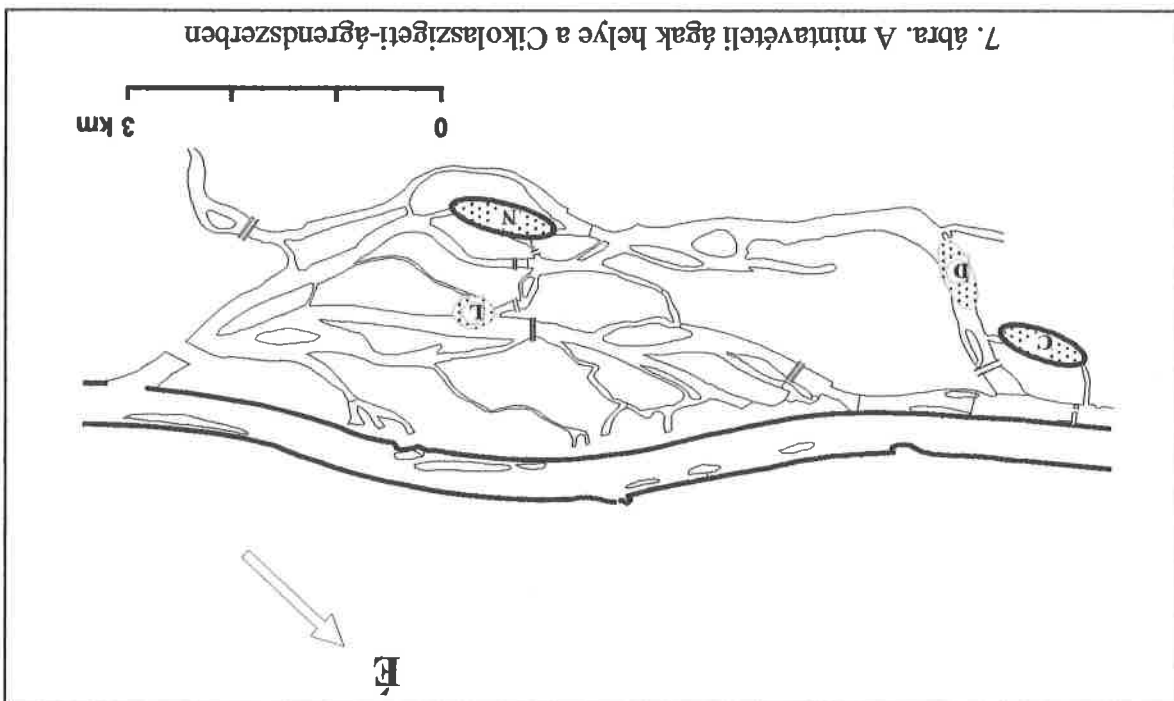 É
C
L
D
N
0 3 km
7. ábra. A mintavételi ágak helye a Cikolaszigeti-ágrendszerben